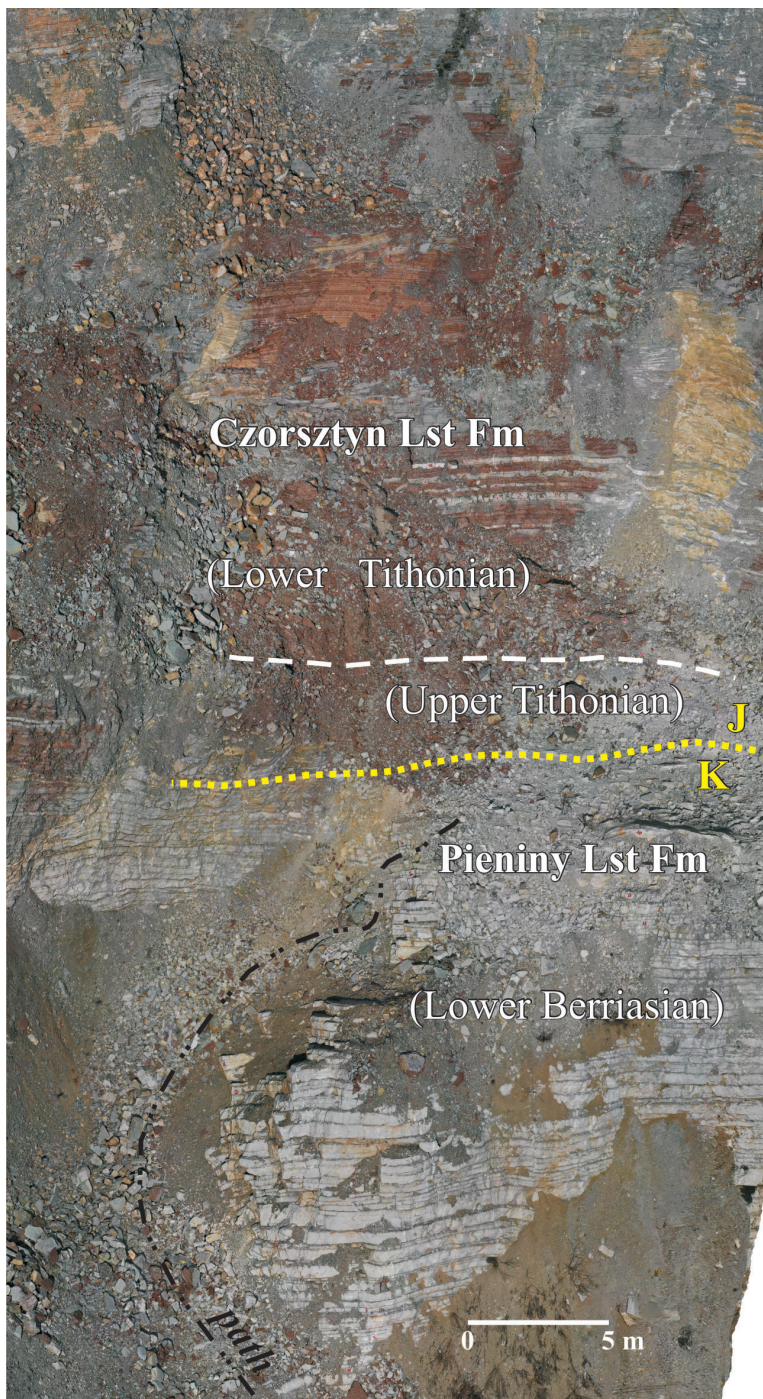 Czorsztyn Lst Fm
(Lower Tithonian)
(Upper Tithonian)
J
K
Pieniny Lst Fm
(Lower Berriasian)
path
0 5 m